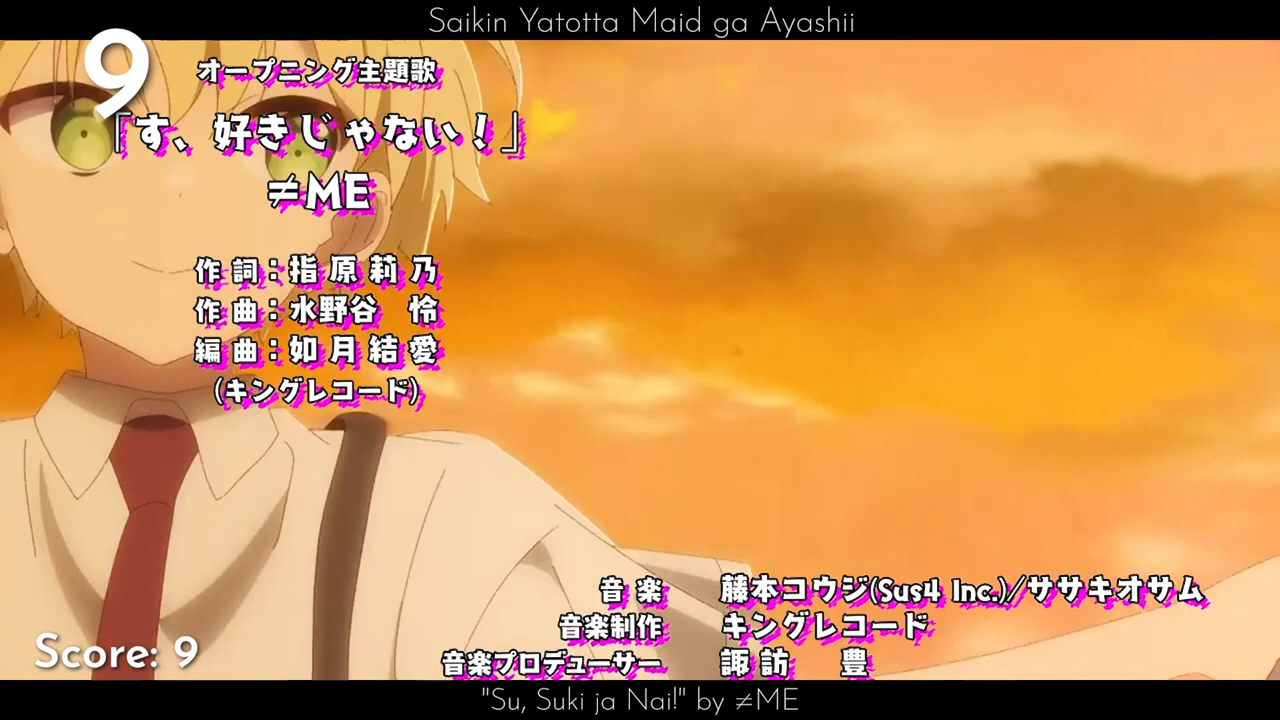 Saikin Yatotta Maid ga Ayashii
9
オープニング主題歌
「す、好きじゃない！」
≠ME
作詞：指原莉乃
作曲：水野谷　怜
編曲：如月結愛
(キングレコード)
音楽　藤本コウジ(Sus4 Inc.)/ササキオサム
音楽制作　キングレコード
音楽プロデューサー　諏訪　豊
Score: 9
"Su, Suki ja Nai!" by ≠ME